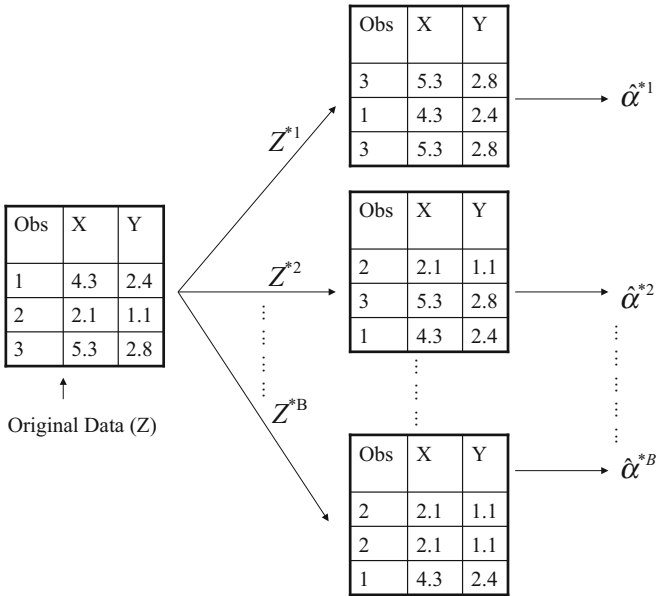 Obs X Y
3 5.3 2.8
1 4.3 2.4
3 5.3 2.8
α̂*1
Z*1
Obs X Y
1 4.3 2.4
2 2.1 1.1
3 5.3 2.8
Original Data (Z)
Z*2
Obs X Y
2 2.1 1.1
3 5.3 2.8
1 4.3 2.4
α̂*2
Z*B
Obs X Y
2 2.1 1.1
2 2.1 1.1
1 4.3 2.4
α̂*B